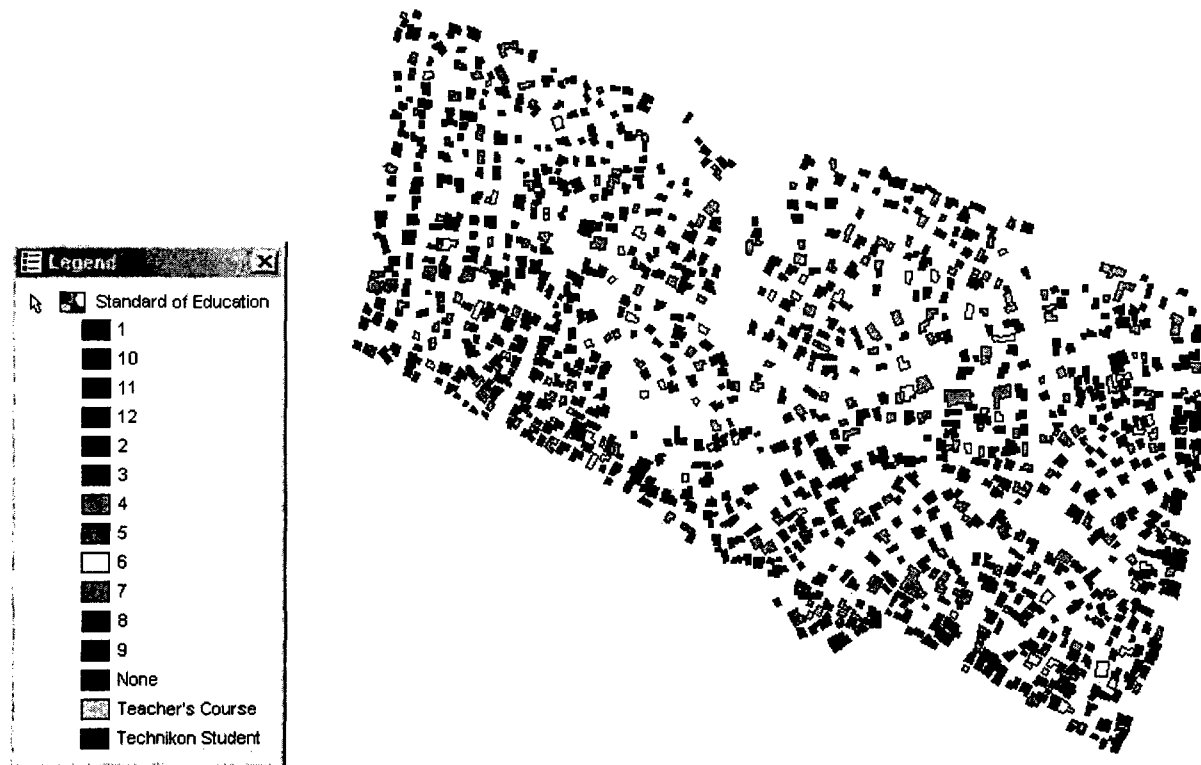 Legend
Standard of Education
1
10
11
12
2
3
4
5
6
7
8
9
None
Teacher's Course
Technikon Student